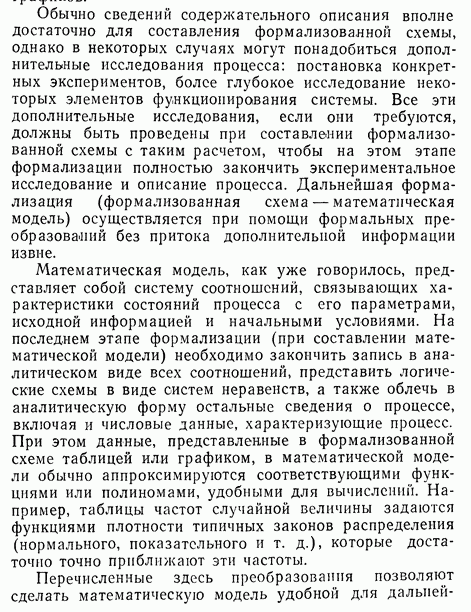 графиков.
Обычно сведений содержательного описания вполне
достаточно для составления формализованной схемы,
однако в некоторых случаях могут понадобиться допол-
нительные исследования процесса: постановка конкрет-
ных экспериментов, более глубокое исследование неко-
торых элементов функционирования системы. Все эти
дополнительные исследования, если они требуются,
должны быть проведены при составлении формализо-
ванной схемы с таким расчетом, чтобы на этом этапе
формализации полностью закончить экспериментальное
исследование и описание процесса. Дальнейшая форма-
лизация (формализованная схема — математическая
модель) осуществляется при помощи формальных пре-
образований без притока дополнительной информации
извне.
Математическая модель, как уже говорилось, пред-
ставляет собой систему соотношений, связывающих ха-
рактеристики состояний процесса с его параметрами,
исходной информацией и начальными условиями. На
последнем этапе формализации (при составлении мате-
матической модели) необходимо закончить запись в ана-
литическом виде всех соотношений, представить логиче-
ские схемы в виде систем неравенств, а также облечь в
аналитическую форму остальные сведения о процессе,
включая и числовые данные, характеризующие процесс.
При этом данные, представленные в формализованной
схеме таблицей или графиком, в математической моде-
ли обычно аппроксимируются соответствующими функ-
циями или полиномами, удобными для вычислений. На-
пример, таблицы частот случайной величины задаются
функциями плотности типичных законов распределения
(нормального, показательного и т. д.), которые доста-
точно точно приближают эти частоты.
Перечисленные здесь преобразования позволяют
сделать математическую модель удобной для дальней-